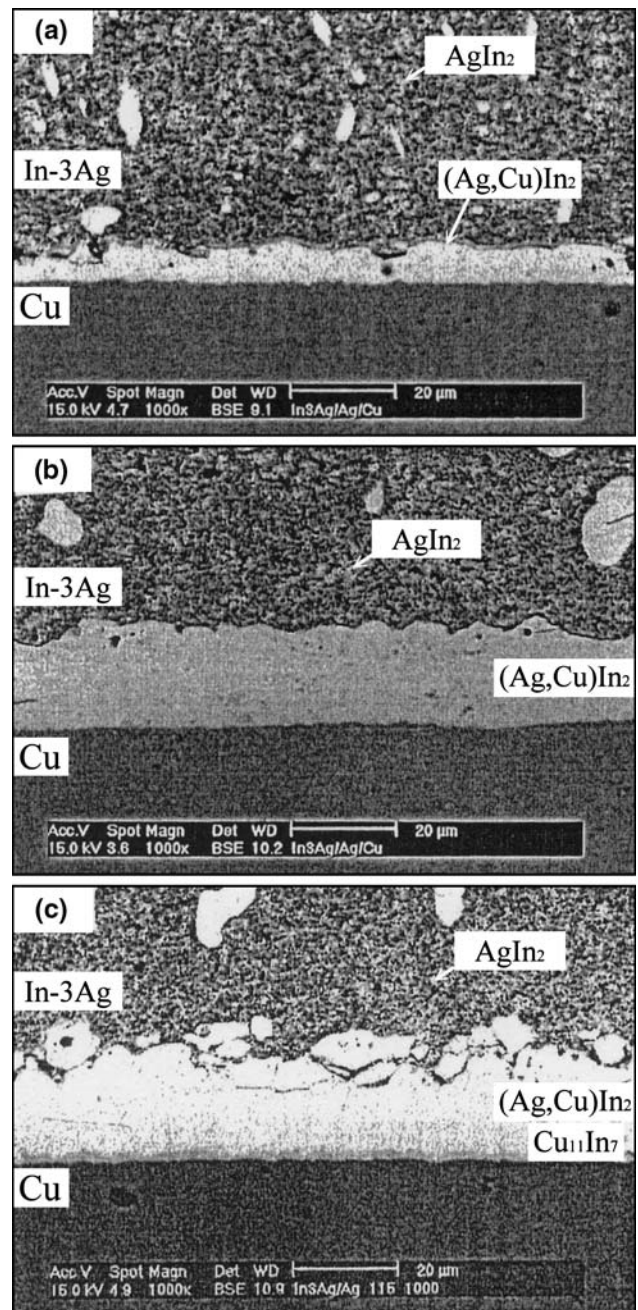 (a)
AgIn₂
(Ag,Cu)In₂
In-3Ag
Cu
Acc.V Spot Magn Det WD 20 µm
15.0 kV 4.7 1000x BSE 9.1 In3Ag/Ag/Cu
(b)
AgIn₂
In-3Ag
(Ag,Cu)In₂
Cu
Acc.V Spot Magn Det WD 20 µm
15.0 kV 3.6 1000x BSE 10.2 In3Ag/Ag/Cu
(c)
AgIn₂
In-3Ag
(Ag,Cu)In₂
Cu₁₁In₇
Cu
Acc.V Spot Magn Det WD 20 µm
15.0 kV 4.9 1000x BSE 10.9 In3Ag/Ag 115 1000